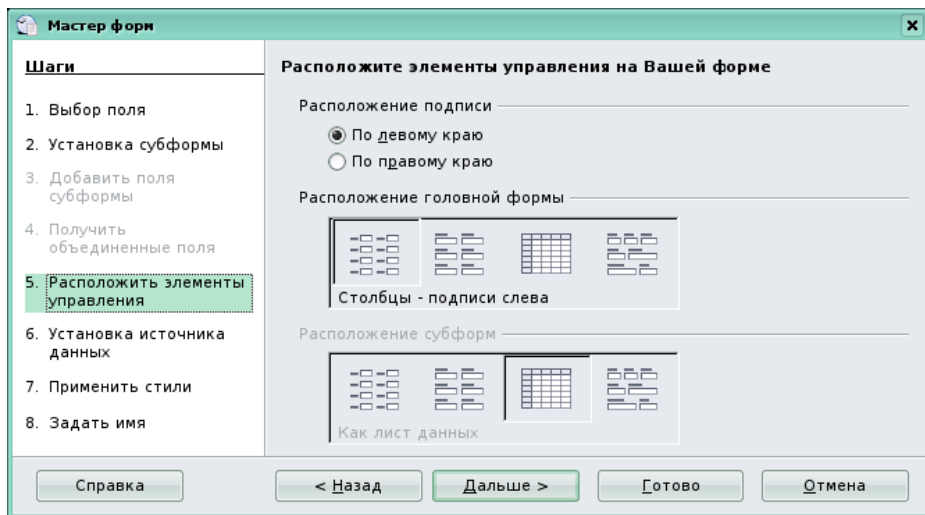 Мастер форм
Шаги
1. Выбор поля
2. Установка субформы
3. Добавить поля
субформы
4. Получить
объединенные поля
5. Расположить элементы
управления
6. Установка источника
данных
7. Применить стили
8. Задать имя
Расположите элементы управления на Вашей форме
Расположение подписи
По левому краю
По правому краю
Расположение головной формы
Столбцы - подписи слева
Расположение субформ
Как лист данных
Справка
< Назад
Дальше >
Готово
Отмена